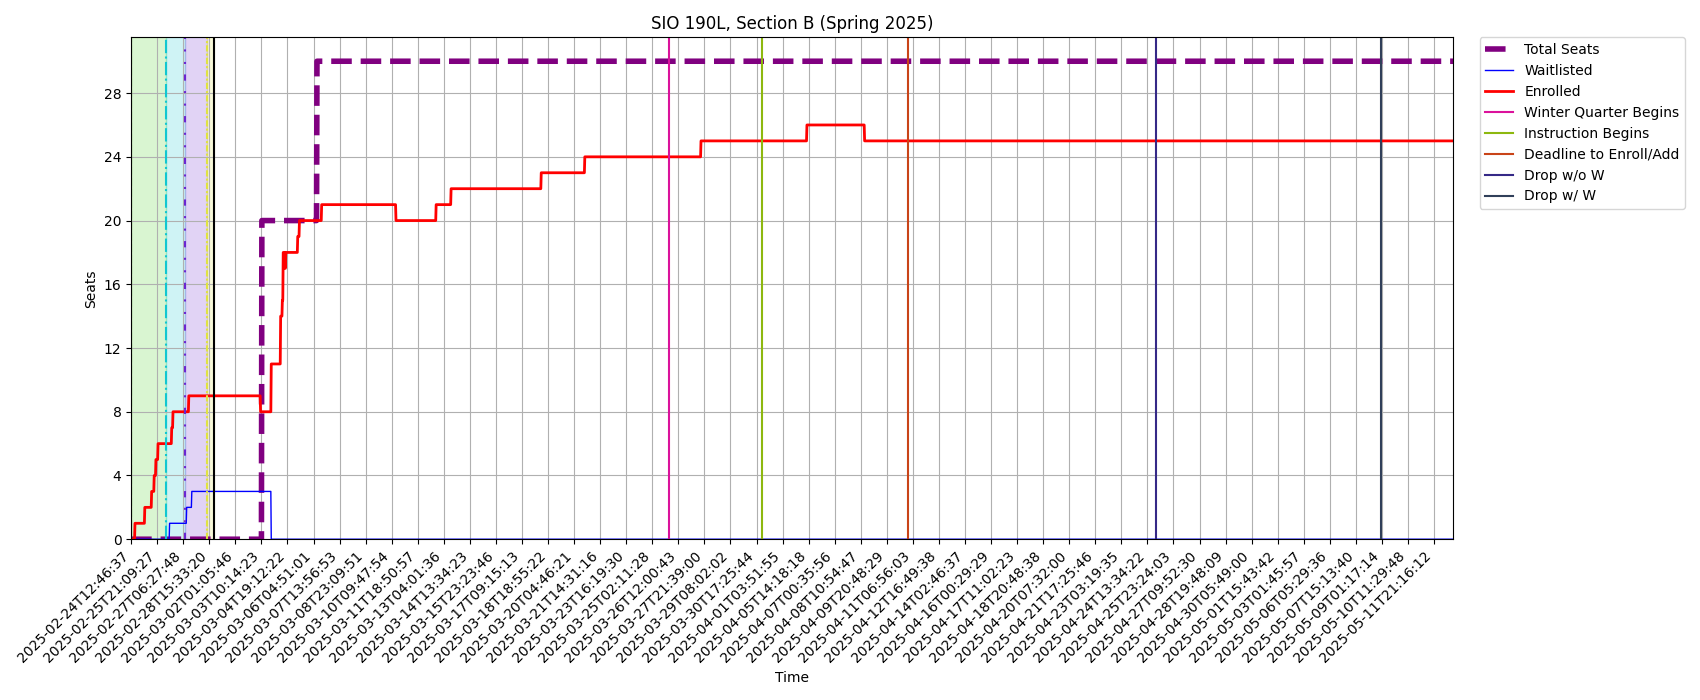 SIO 190L, Section B (Spring 2025)
Total Seats
Waitlisted
Enrolled
Winter Quarter Begins
Instruction Begins
Deadline to Enroll/Add
Drop w/o W
Drop w/ W
Seats
28
24
20
16
12
8
4
0
2025-02-24T12:46:37
2025-02-25T21:09:27
2025-02-27T06:27:48
2025-02-28T15:33:20
2025-03-02T01:05:46
2025-03-03T10:14:23
2025-03-04T19:12:22
2025-03-06T04:51:01
2025-03-07T13:56:53
2025-03-08T23:09:51
2025-03-10T09:47:54
2025-03-11T18:50:57
2025-03-13T04:01:36
2025-03-14T13:34:23
2025-03-15T23:23:46
2025-03-17T09:15:13
2025-03-18T18:55:22
2025-03-20T04:46:21
2025-03-21T14:31:16
2025-03-23T16:19:30
2025-03-25T02:11:28
2025-03-26T12:00:43
2025-03-27T21:39:00
2025-03-29T08:02:02
2025-03-30T17:25:44
2025-04-01T03:51:55
2025-04-05T14:18:18
2025-04-07T00:35:56
2025-04-08T10:54:47
2025-04-09T20:48:29
2025-04-11T06:56:03
2025-04-12T16:49:38
2025-04-14T02:46:37
2025-04-16T00:29:29
2025-04-17T11:02:23
2025-04-18T20:48:38
2025-04-20T07:32:00
2025-04-21T17:25:46
2025-04-23T03:19:35
2025-04-24T13:34:22
2025-04-25T23:24:03
2025-04-27T09:52:30
2025-04-28T19:48:09
2025-04-30T05:49:00
2025-05-01T15:43:42
2025-05-03T01:45:57
2025-05-06T05:29:36
2025-05-07T15:13:40
2025-05-09T01:17:14
2025-05-10T11:29:48
2025-05-11T21:16:12
Time